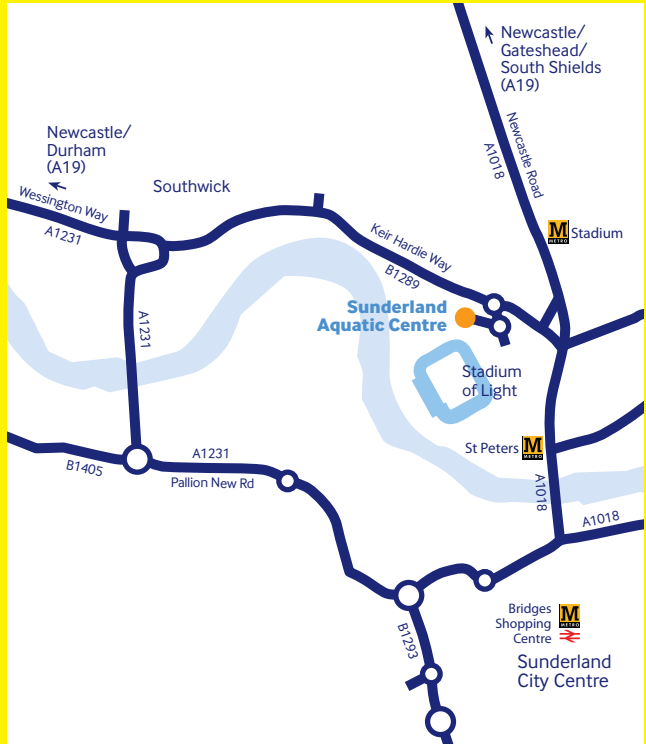 Newcastle/
Gateshead/
South Shields
(A19)
Newcastle/
Durham
(A19)
Southwick
Wessington Way
A1231
Newcastle Road
A1018
M
METRO
Stadium
Keir Hardie Way
B1289
Sunderland
Aquatic Centre
A1231
Stadium
of Light
St Peters
M
METRO
A1231
B1405
Pallion New Rd
A1018
A1018
Bridges
Shopping
Centre
M
METRO
B1293
Sunderland
City Centre